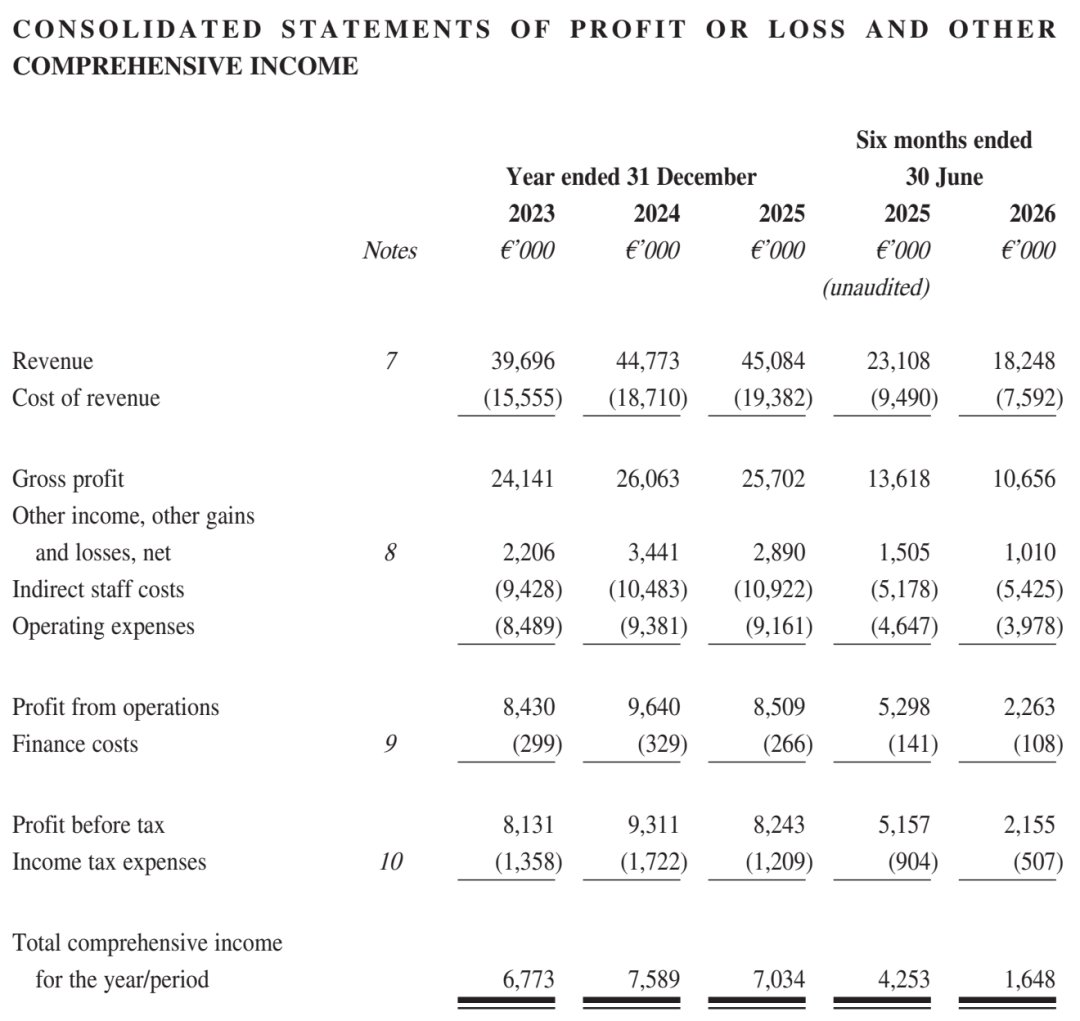 CONSOLIDATED STATEMENTS OF PROFIT OR LOSS AND OTHER
COMPREHENSIVE INCOME
Six months ended
Year ended 31 December 30 June
2023 2024 2025 2025 2026
Notes €’000 €’000 €’000 €’000 €’000
(unaudited)
Revenue 7 39,696 44,773 45,084 23,108 18,248
Cost of revenue (15,555) (18,710) (19,382) (9,490) (7,592)
Gross profit 24,141 26,063 25,702 13,618 10,656
Other income, other gains
and losses, net 8 2,206 3,441 2,890 1,505 1,010
Indirect staff costs (9,428) (10,483) (10,922) (5,178) (5,425)
Operating expenses (8,489) (9,381) (9,161) (4,647) (3,978)
Profit from operations 8,430 9,640 8,509 5,298 2,263
Finance costs 9 (299) (329) (266) (141) (108)
Profit before tax 8,131 9,311 8,243 5,157 2,155
Income tax expenses 10 (1,358) (1,722) (1,209) (904) (507)
Total comprehensive income
for the year/period 6,773 7,589 7,034 4,253 1,648